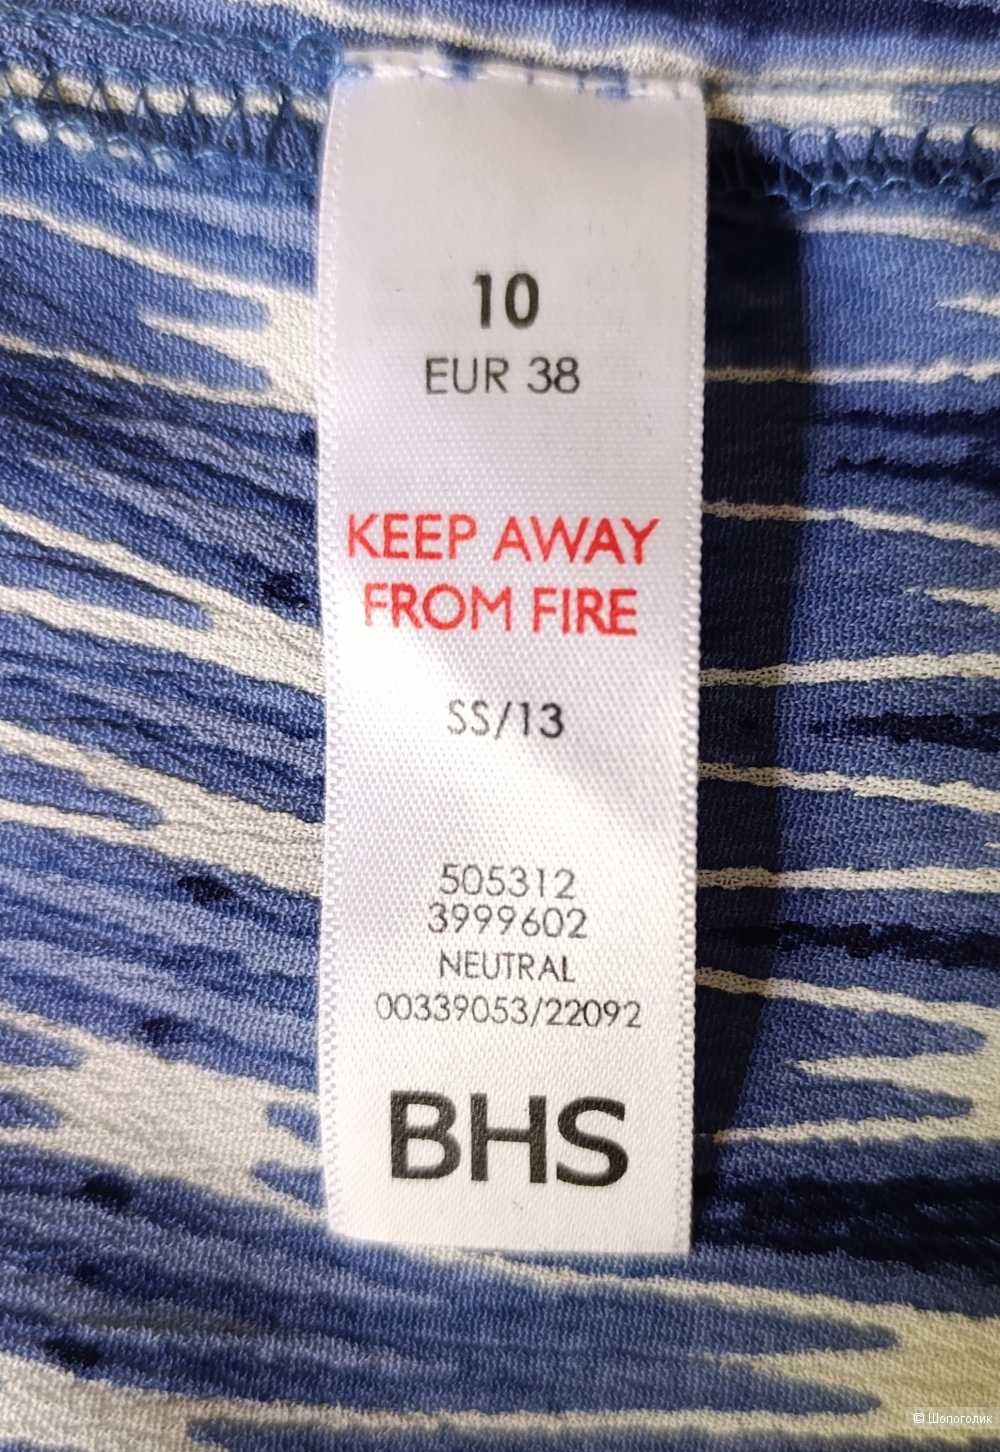 10
EUR 38
KEEP AWAY
FROM FIRE
SS/13
505312
3999602
NEUTRAL
00339053/22092
BHS
© Шопоголик